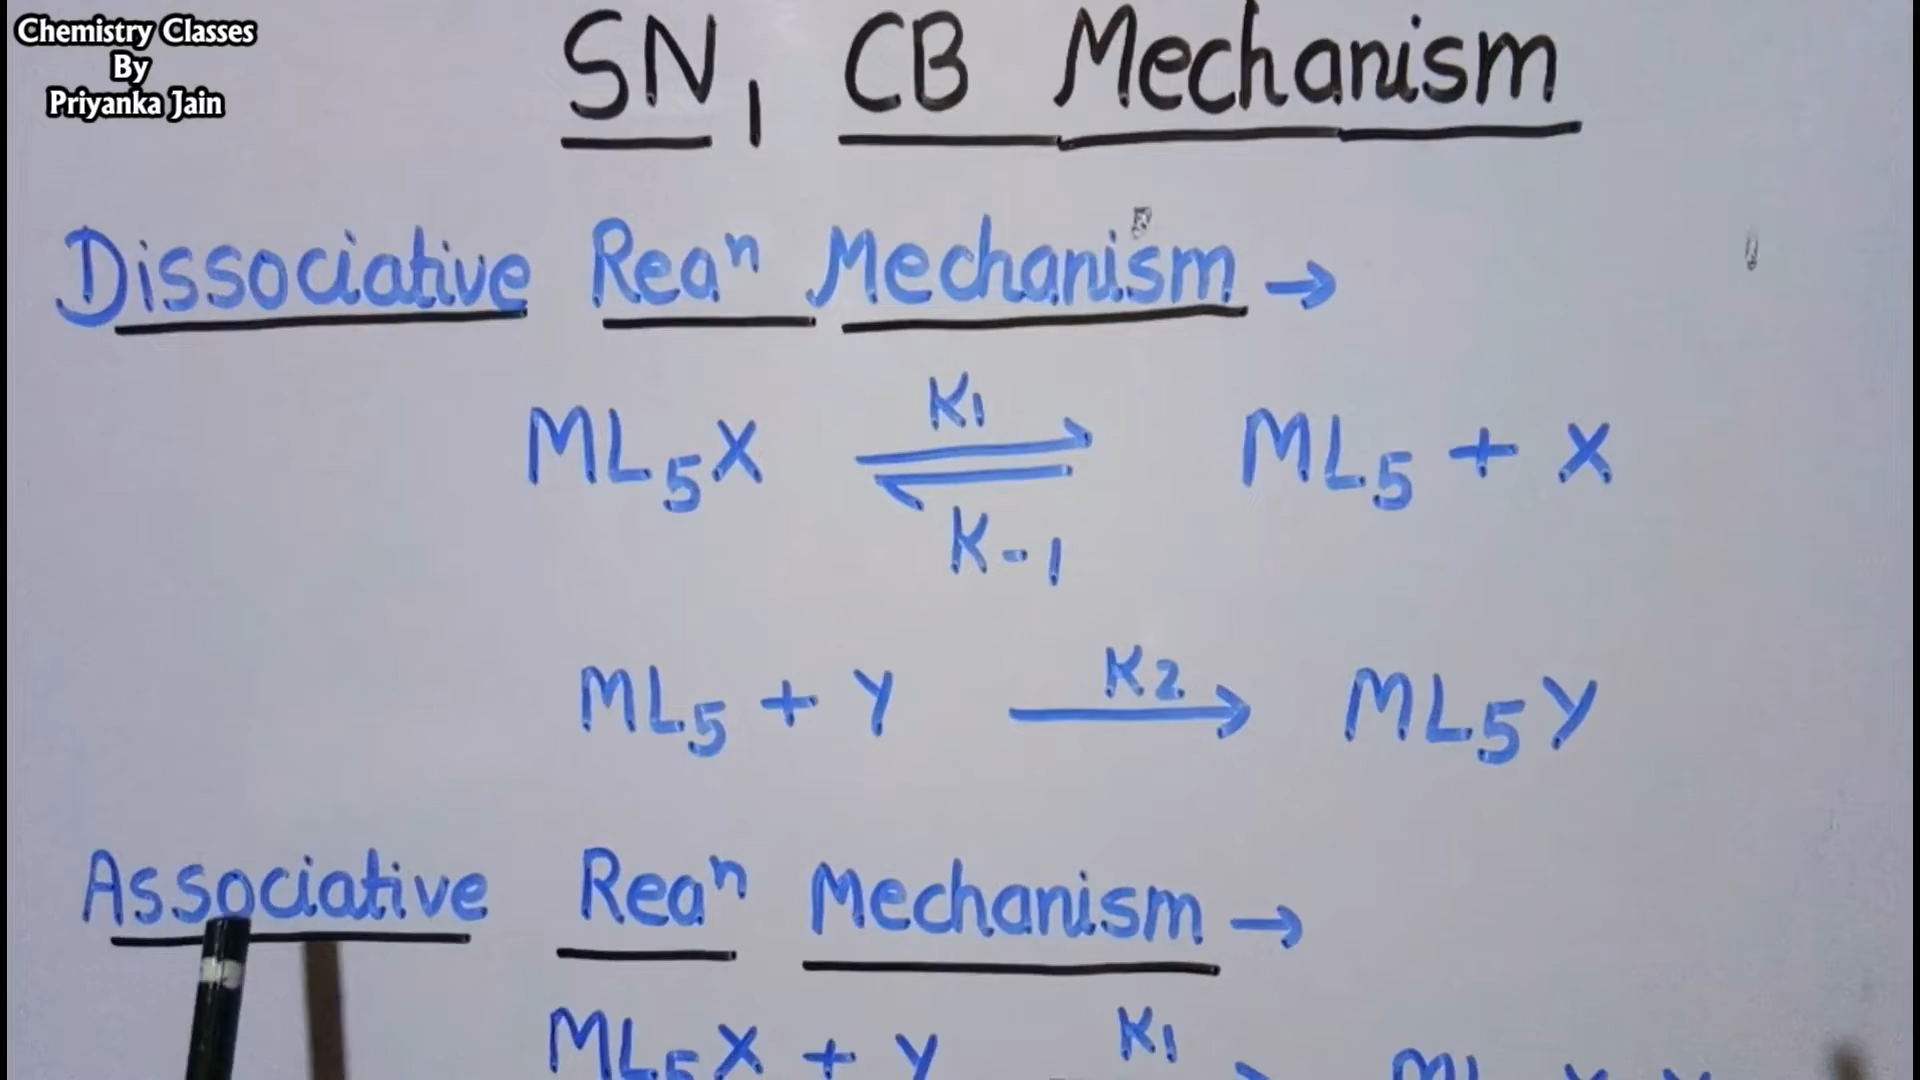 Chemistry Classes
By
Priyanka Jain
SN₁ CB Mechanism
Dissociative Reaⁿ Mechanism →
K₁
ML₅X ⇌ ML₅ + X
K-1
K₂
ML₅ + Y → ML₅Y
Associative Reaⁿ Mechanism →
K₁
ML₅X + Y